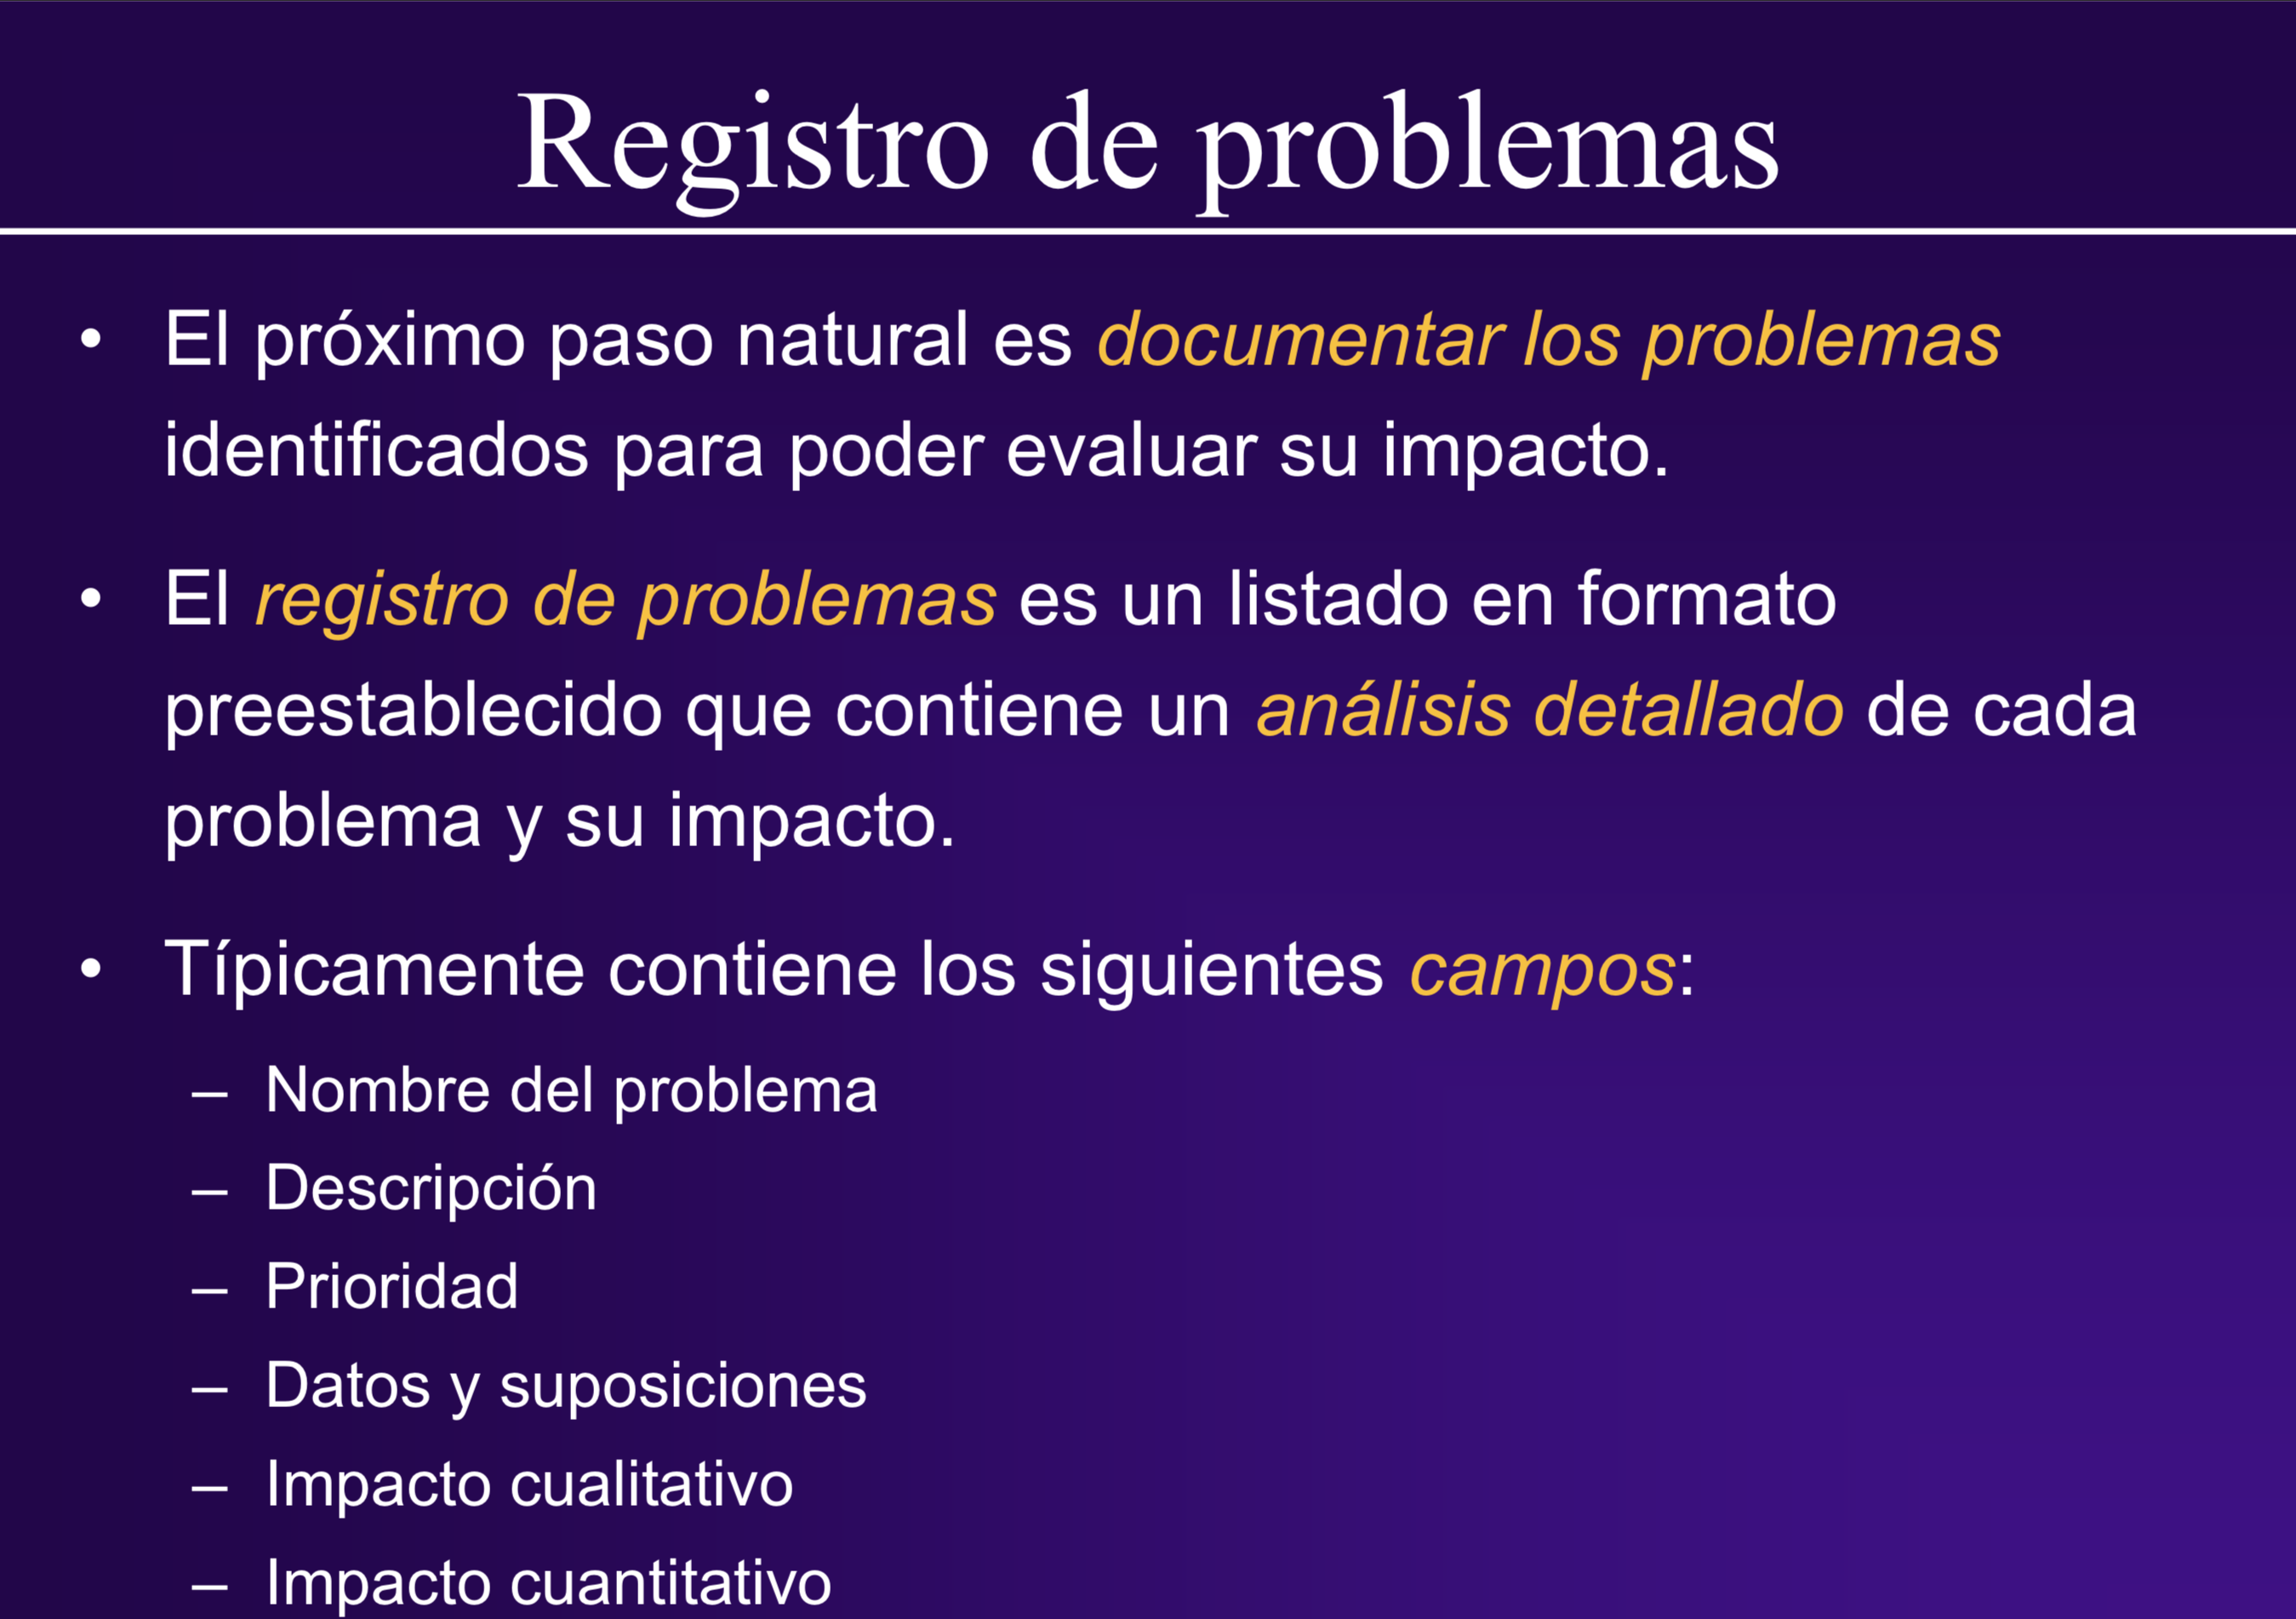 Registro de problemas
• El próximo paso natural es documentar los problemas
identificados para poder evaluar su impacto.
• El registro de problemas es un listado en formato
preestablecido que contiene un análisis detallado de cada
problema y su impacto.
• Típicamente contiene los siguientes campos:
– Nombre del problema
– Descripción
– Prioridad
– Datos y suposiciones
– Impacto cualitativo
– Impacto cuantitativo